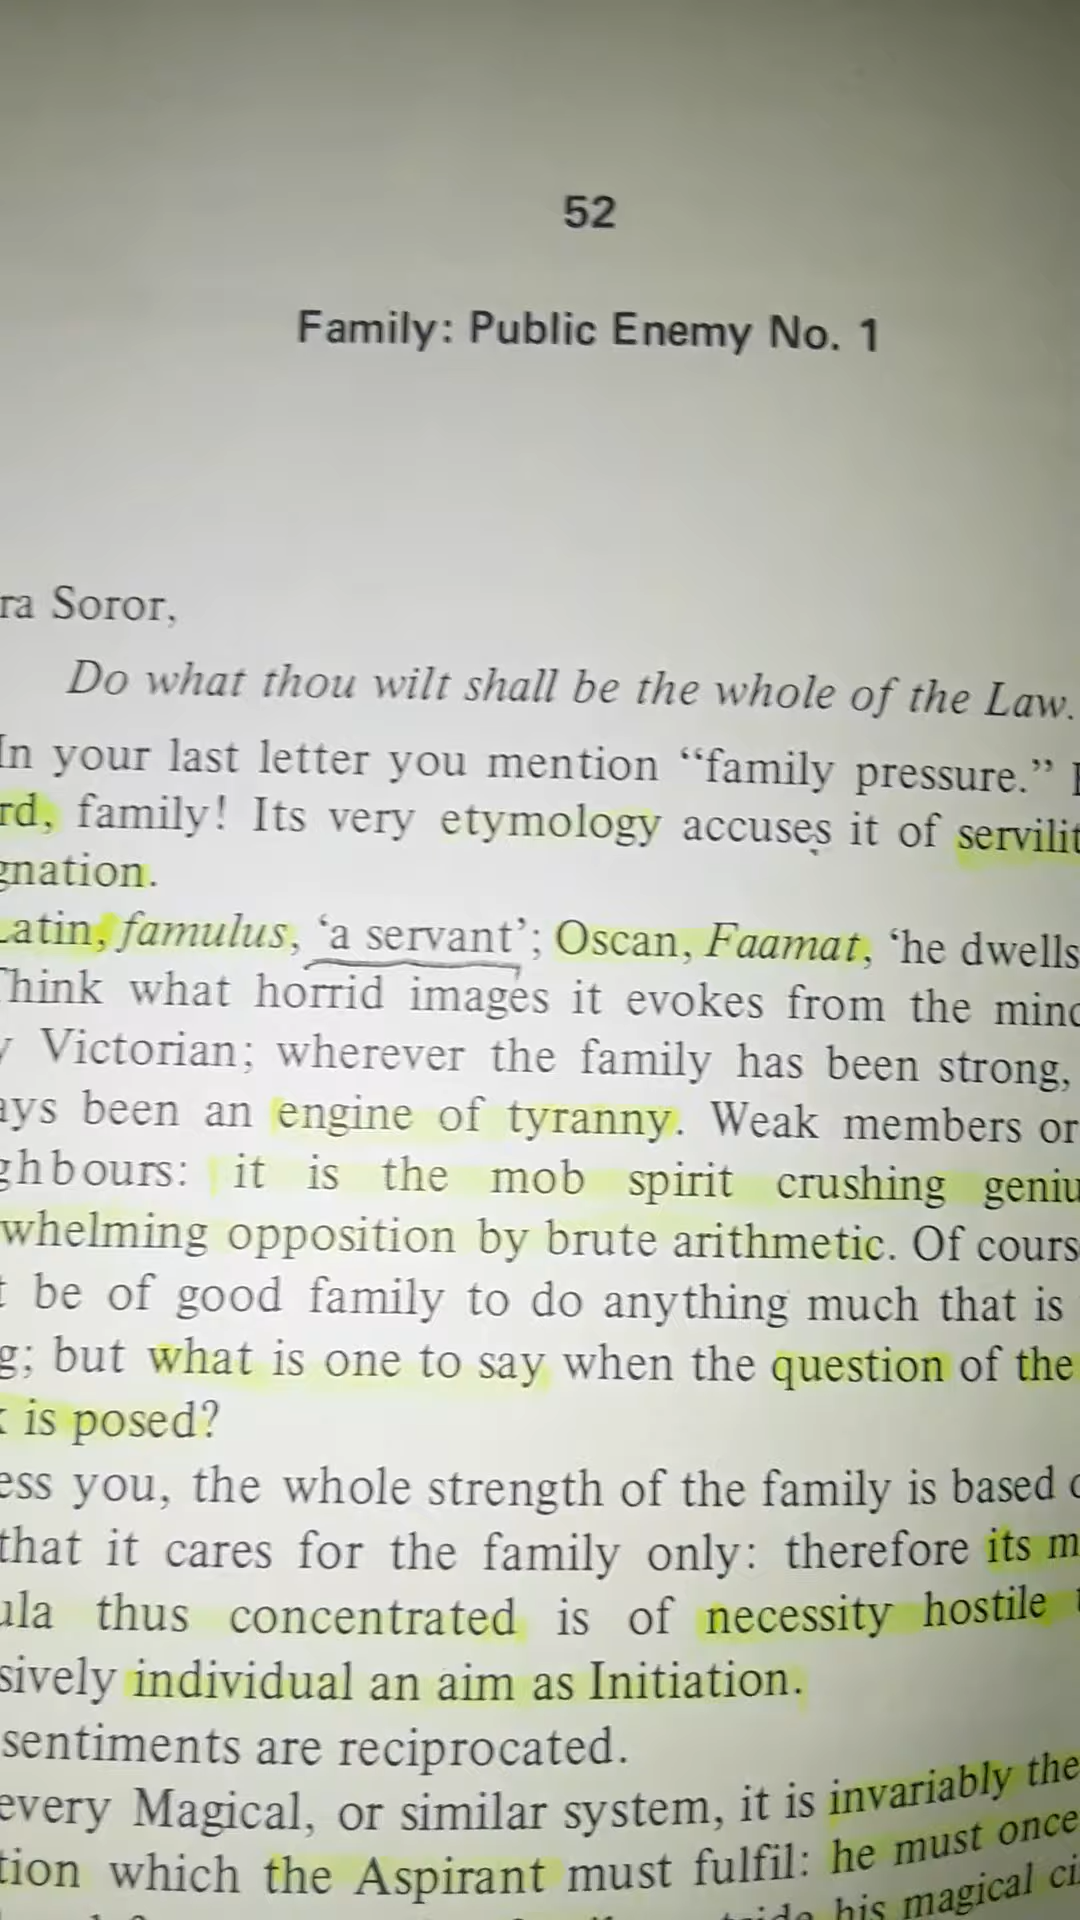 52
Family: Public Enemy No. 1
ra Soror,
Do what thou wilt shall be the whole of the Law.
In your last letter you mention “family pressure.”
rd, family! Its very etymology accuses it of servilit
gnation.
Latin, famulus, ‘a servant’; Oscan, Faamat, ‘he dwells
Think what horrid images it evokes from the mind
y Victorian; wherever the family has been strong,
ays been an engine of tyranny. Weak members or
ghbours: it is the mob spirit crushing geniu
whelming opposition by brute arithmetic. Of cours
t be of good family to do anything much that is
g; but what is one to say when the question of the
k is posed?
ess you, the whole strength of the family is based o
that it cares for the family only: therefore its m
ula thus concentrated is of necessity hostile t
sively individual an aim as Initiation.
sentiments are reciprocated.
every Magical, or similar system, it is invariably the
tion which the Aspirant must fulfil: he must once
his magical ci